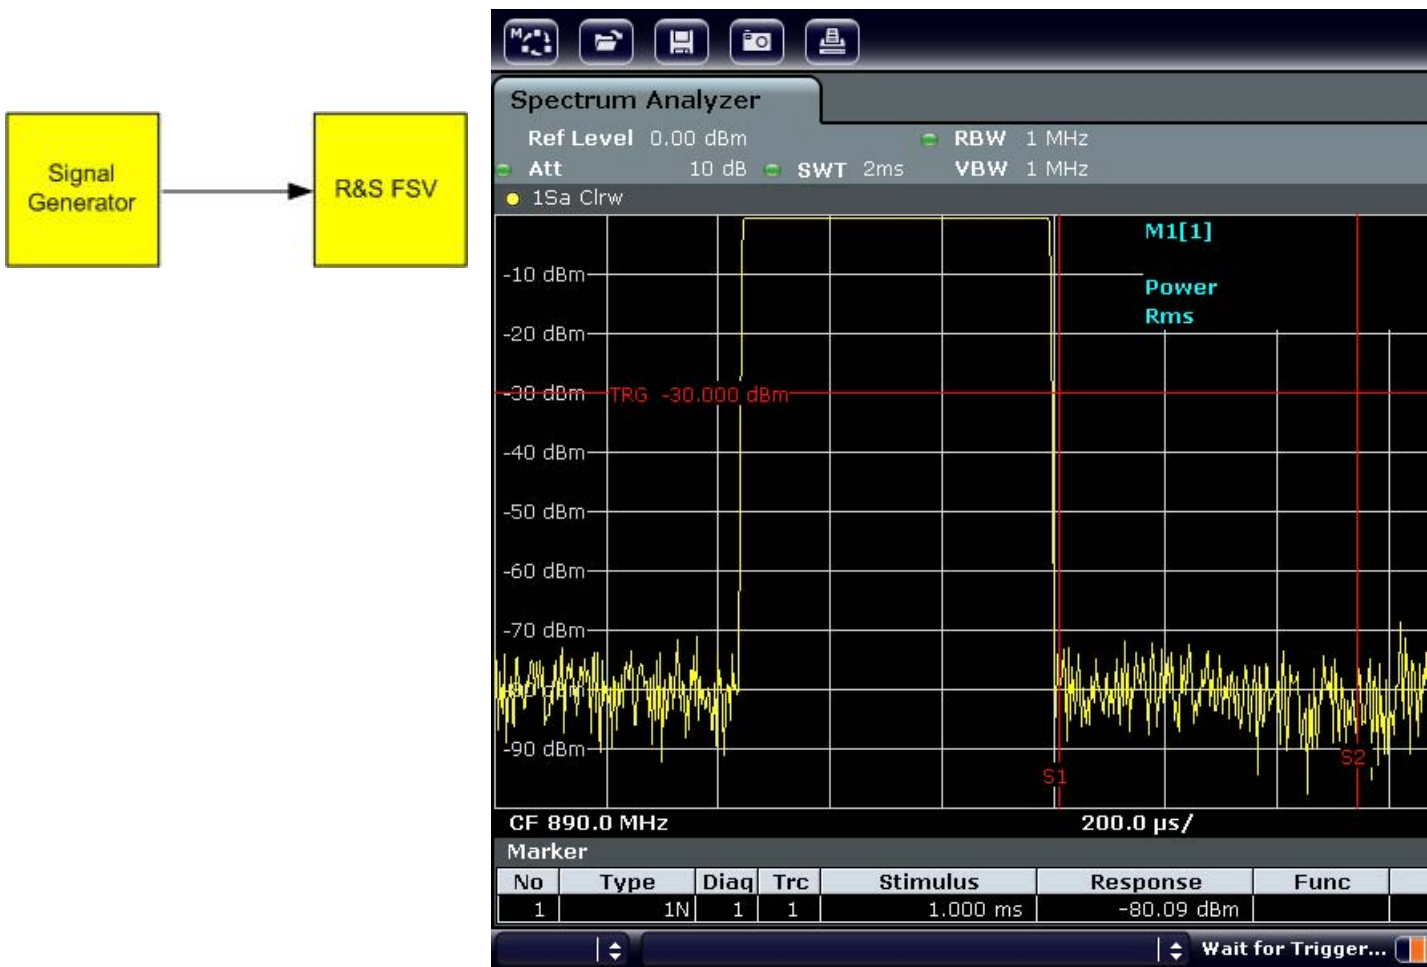 Signal
Generator
R&S FSV
M
Spectrum Analyzer
Ref Level 0.00 dBm RBW 1 MHz
Att 10 dB SWT 2ms VBW 1 MHz
1Sa Clrw
M1[1]
-10 dBm
Power
Rms
-20 dBm
-30 dBm TRG -30.000 dBm
-40 dBm
-50 dBm
-60 dBm
-70 dBm
-80 dBm
-90 dBm
S1
S2
CF 890.0 MHz 200.0 µs/
Marker
No Type Diag Trc Stimulus Response Func
1 1N 1 1 1.000 ms -80.09 dBm
Wait for Trigger...